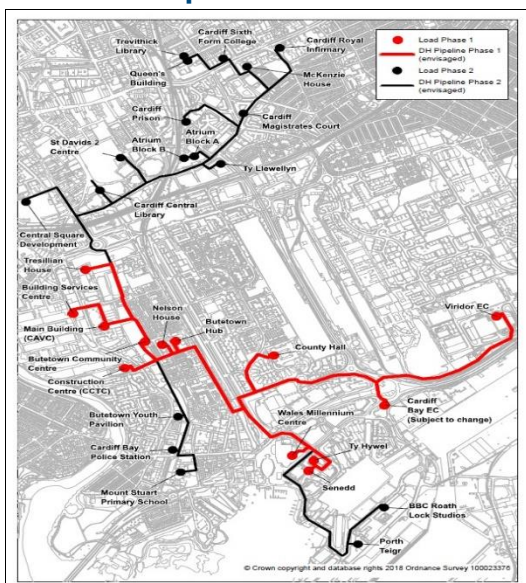 Trevithick
Library
Cardiff Sixth
Form College
Cardiff Royal
Infirmary
Load Phase 1
DH Pipeline Phase 1
(envisaged)
Load Phase 2
DH Pipeline Phase 2
(envisaged)
Queen's
Building
McKenzie
House
Cardiff
Prison
Cardiff
Magistrates Court
Atrium
Block A
Atrium
Block B
St Davids 2
Centre
Ty Llewellyn
Cardiff Central
Library
Central Square
Development
Tresillian
House
Building Services
Centre
Nelson
House
Butetown
Hub
Viridor EC
Main Building
(CAVC)
County Hall
Butetown Community
Centre
Construction
Centre (CCTC)
Cardiff
Bay EC
(Subject to change)
Wales Millennium
Centre
Butetown Youth
Pavilion
Ty Hywel
Cardiff Bay
Police Station
Senedd
Mount Stuart
Primary School
BBC Roath
Lock Studios
Porth
Teigr
© Crown copyright and database rights 2018 Ordnance Survey 100023376